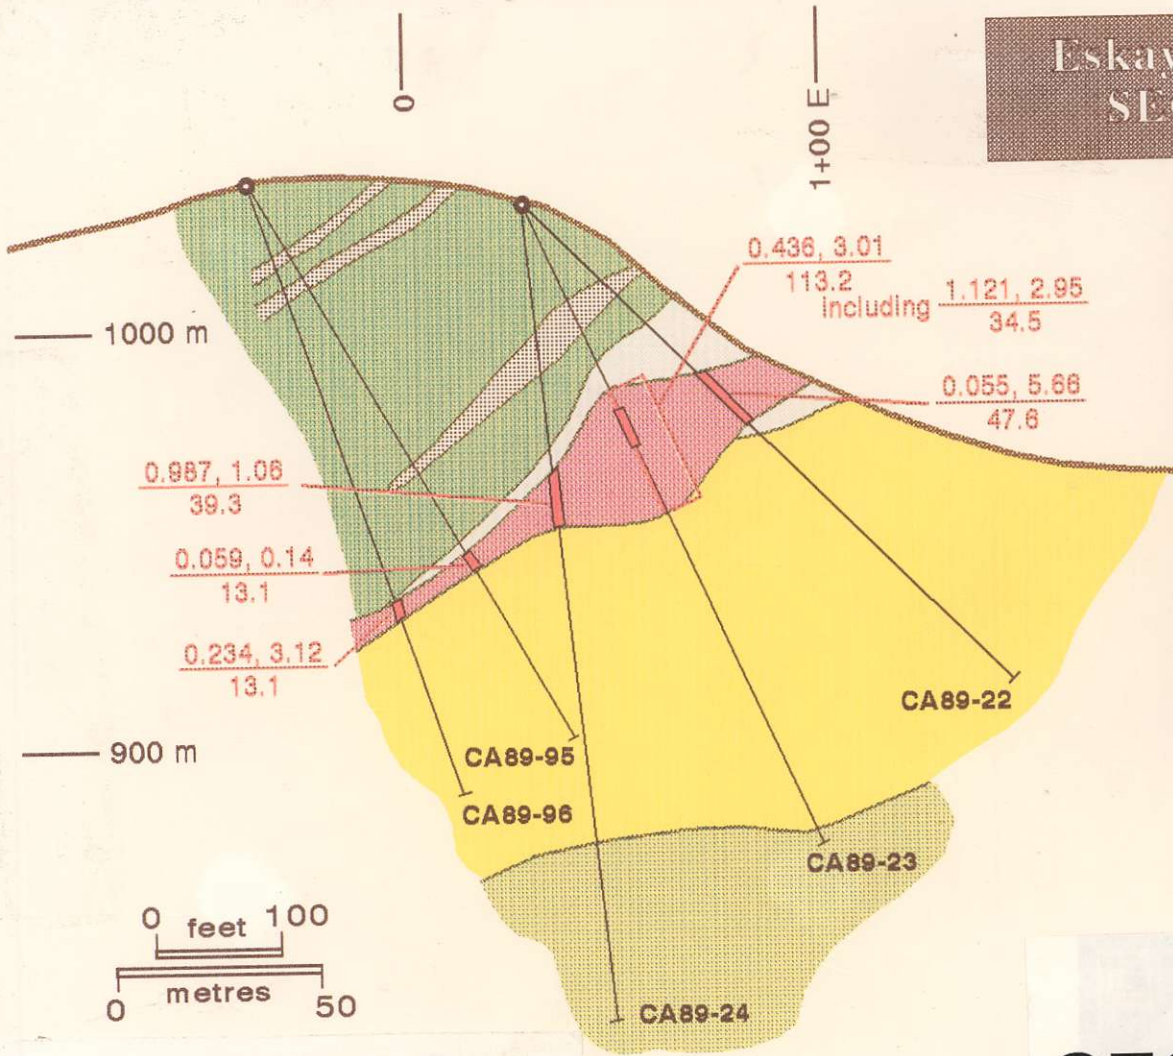 0
1+00 E
Eskay
SE
0.436, 3.01
113.2
including
1.121, 2.95
34.5
1000 m
0.055, 5.66
47.6
0.987, 1.06
39.3
0.059, 0.14
13.1
0.234, 3.12
13.1
CA89-22
900 m
CA89-95
CA89-96
CA89-23
0 feet 100
metres
0 50
CA89-24